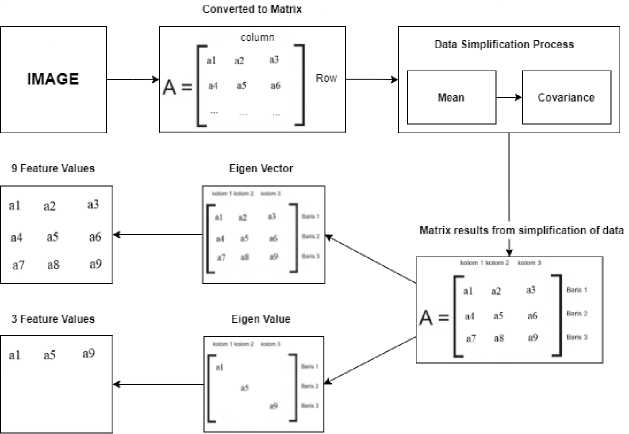 Converted to Matrix
IMAGE
column
A =
a1 a2 a3
a4 a5 a6
... ... ...
Row
Data Simplification Process
Mean
Covariance
9 Feature Values
a1 a2 a3
a4 a5 a6
a7 a8 a9
Eigen Vector
kolom 1 kolom 2 kolom 3
a1 a2 a3 Baris 1
a4 a5 a6 Baris 2
a7 a8 a9 Baris 3
Matrix results from simplification of data
kolom 1 kolom 2 kolom 3
A =
a1 a2 a3 Baris 1
a4 a5 a6 Baris 2
a7 a8 a9 Baris 3
3 Feature Values
a1 a5 a9
Eigen Value
kolom 1 kolom 2 kolom 3
a1 Baris 1
a5 Baris 2
a9 Baris 3